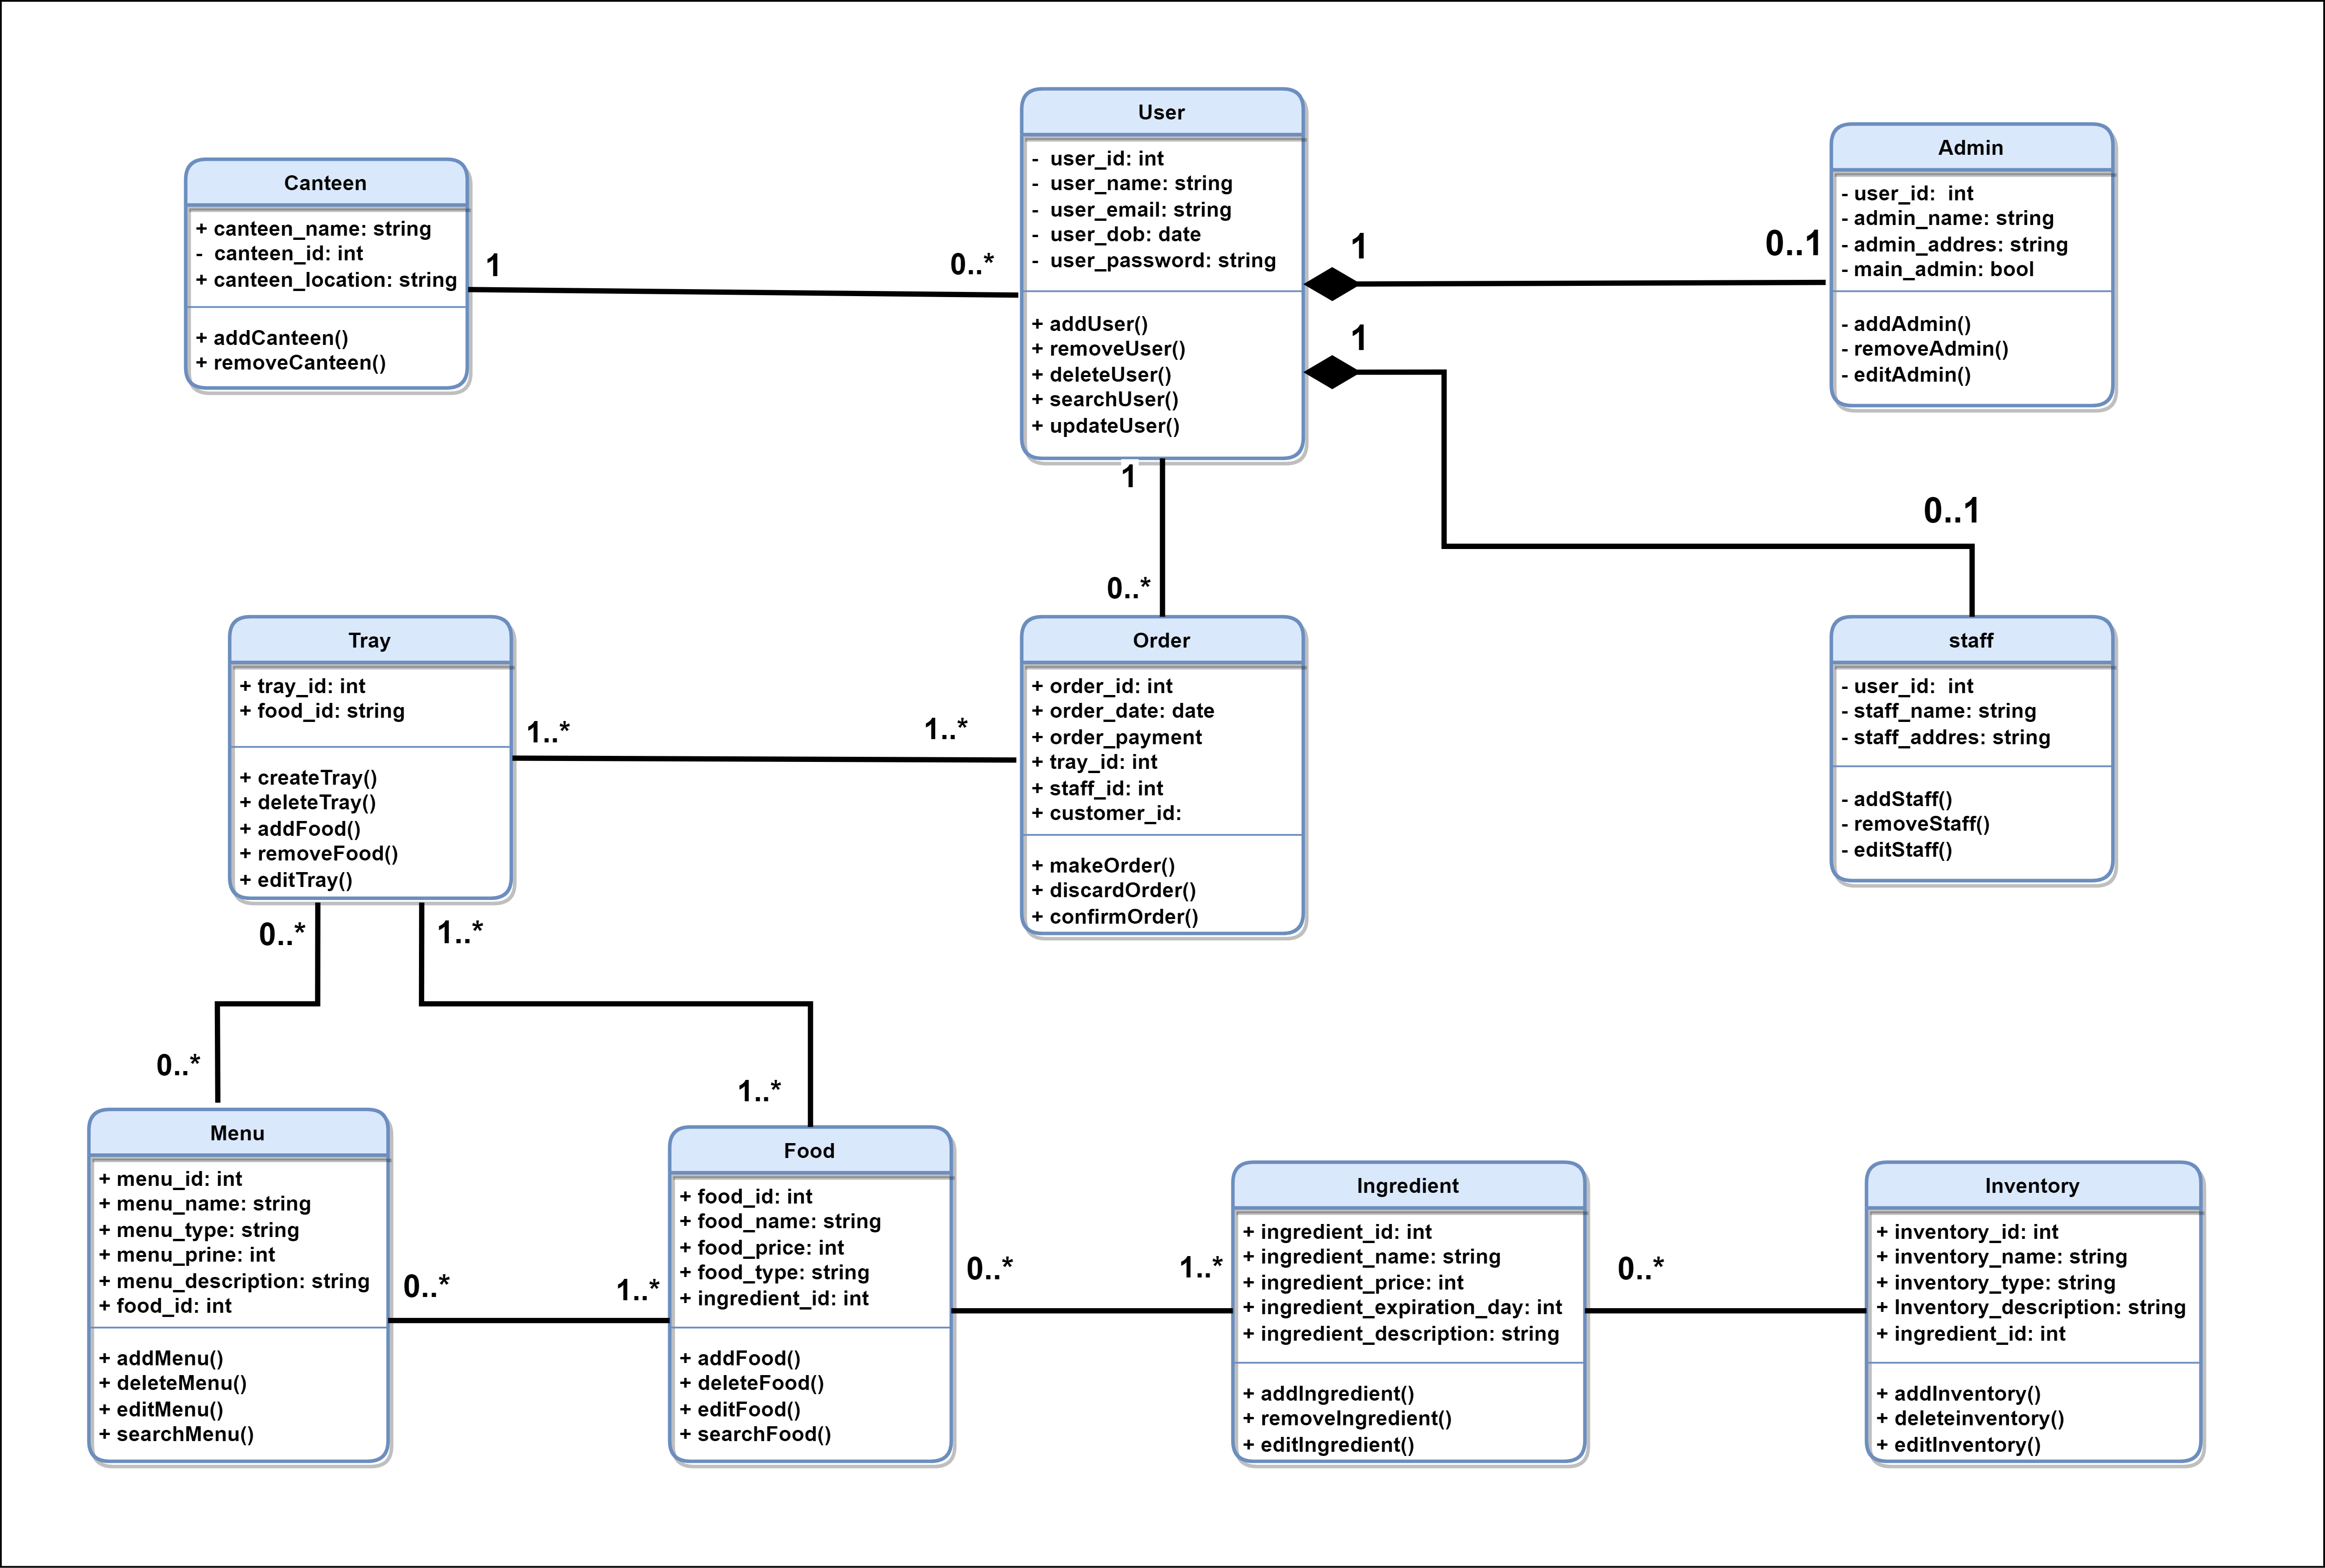 User
- user_id: int
- user_name: string
- user_email: string
- user_dob: date
- user_password: string
+ addUser()
+ removeUser()
+ deleteUser()
+ searchUser()
+ updateUser()
Canteen
+ canteen_name: string
- canteen_id: int
+ canteen_location: string
+ addCanteen()
+ removeCanteen()
1
0..*
1
0..1
1
0..1
1
0..*
Admin
- user_id: int
- admin_name: string
- admin_addres: string
- main_admin: bool
- addAdmin()
- removeAdmin()
- editAdmin()
Tray
+ tray_id: int
+ food_id: string
+ createTray()
+ deleteTray()
+ addFood()
+ removeFood()
+ editTray()
1..*
1..*
Order
+ order_id: int
+ order_date: date
+ order_payment
+ tray_id: int
+ staff_id: int
+ customer_id:
+ makeOrder()
+ discardOrder()
+ confirmOrder()
staff
- user_id: int
- staff_name: string
- staff_addres: string
- addStaff()
- removeStaff()
- editStaff()
0..*
1..*
0..*
1..*
Menu
+ menu_id: int
+ menu_name: string
+ menu_type: string
+ menu_prine: int
+ menu_description: string
+ food_id: int
+ addMenu()
+ deleteMenu()
+ editMenu()
+ searchMenu()
0..*
1..*
Food
+ food_id: int
+ food_name: string
+ food_price: int
+ food_type: string
+ ingredient_id: int
+ addFood()
+ deleteFood()
+ editFood()
+ searchFood()
0..*
1..*
Ingredient
+ ingredient_id: int
+ ingredient_name: string
+ ingredient_price: int
+ ingredient_expiration_day: int
+ ingredient_description: string
+ addIngredient()
+ removeIngredient()
+ editIngredient()
0..*
Inventory
+ inventory_id: int
+ inventory_name: string
+ inventory_type: string
+ Inventory_description: string
+ ingredient_id: int
+ addInventory()
+ deleteinventory()
+ editInventory()